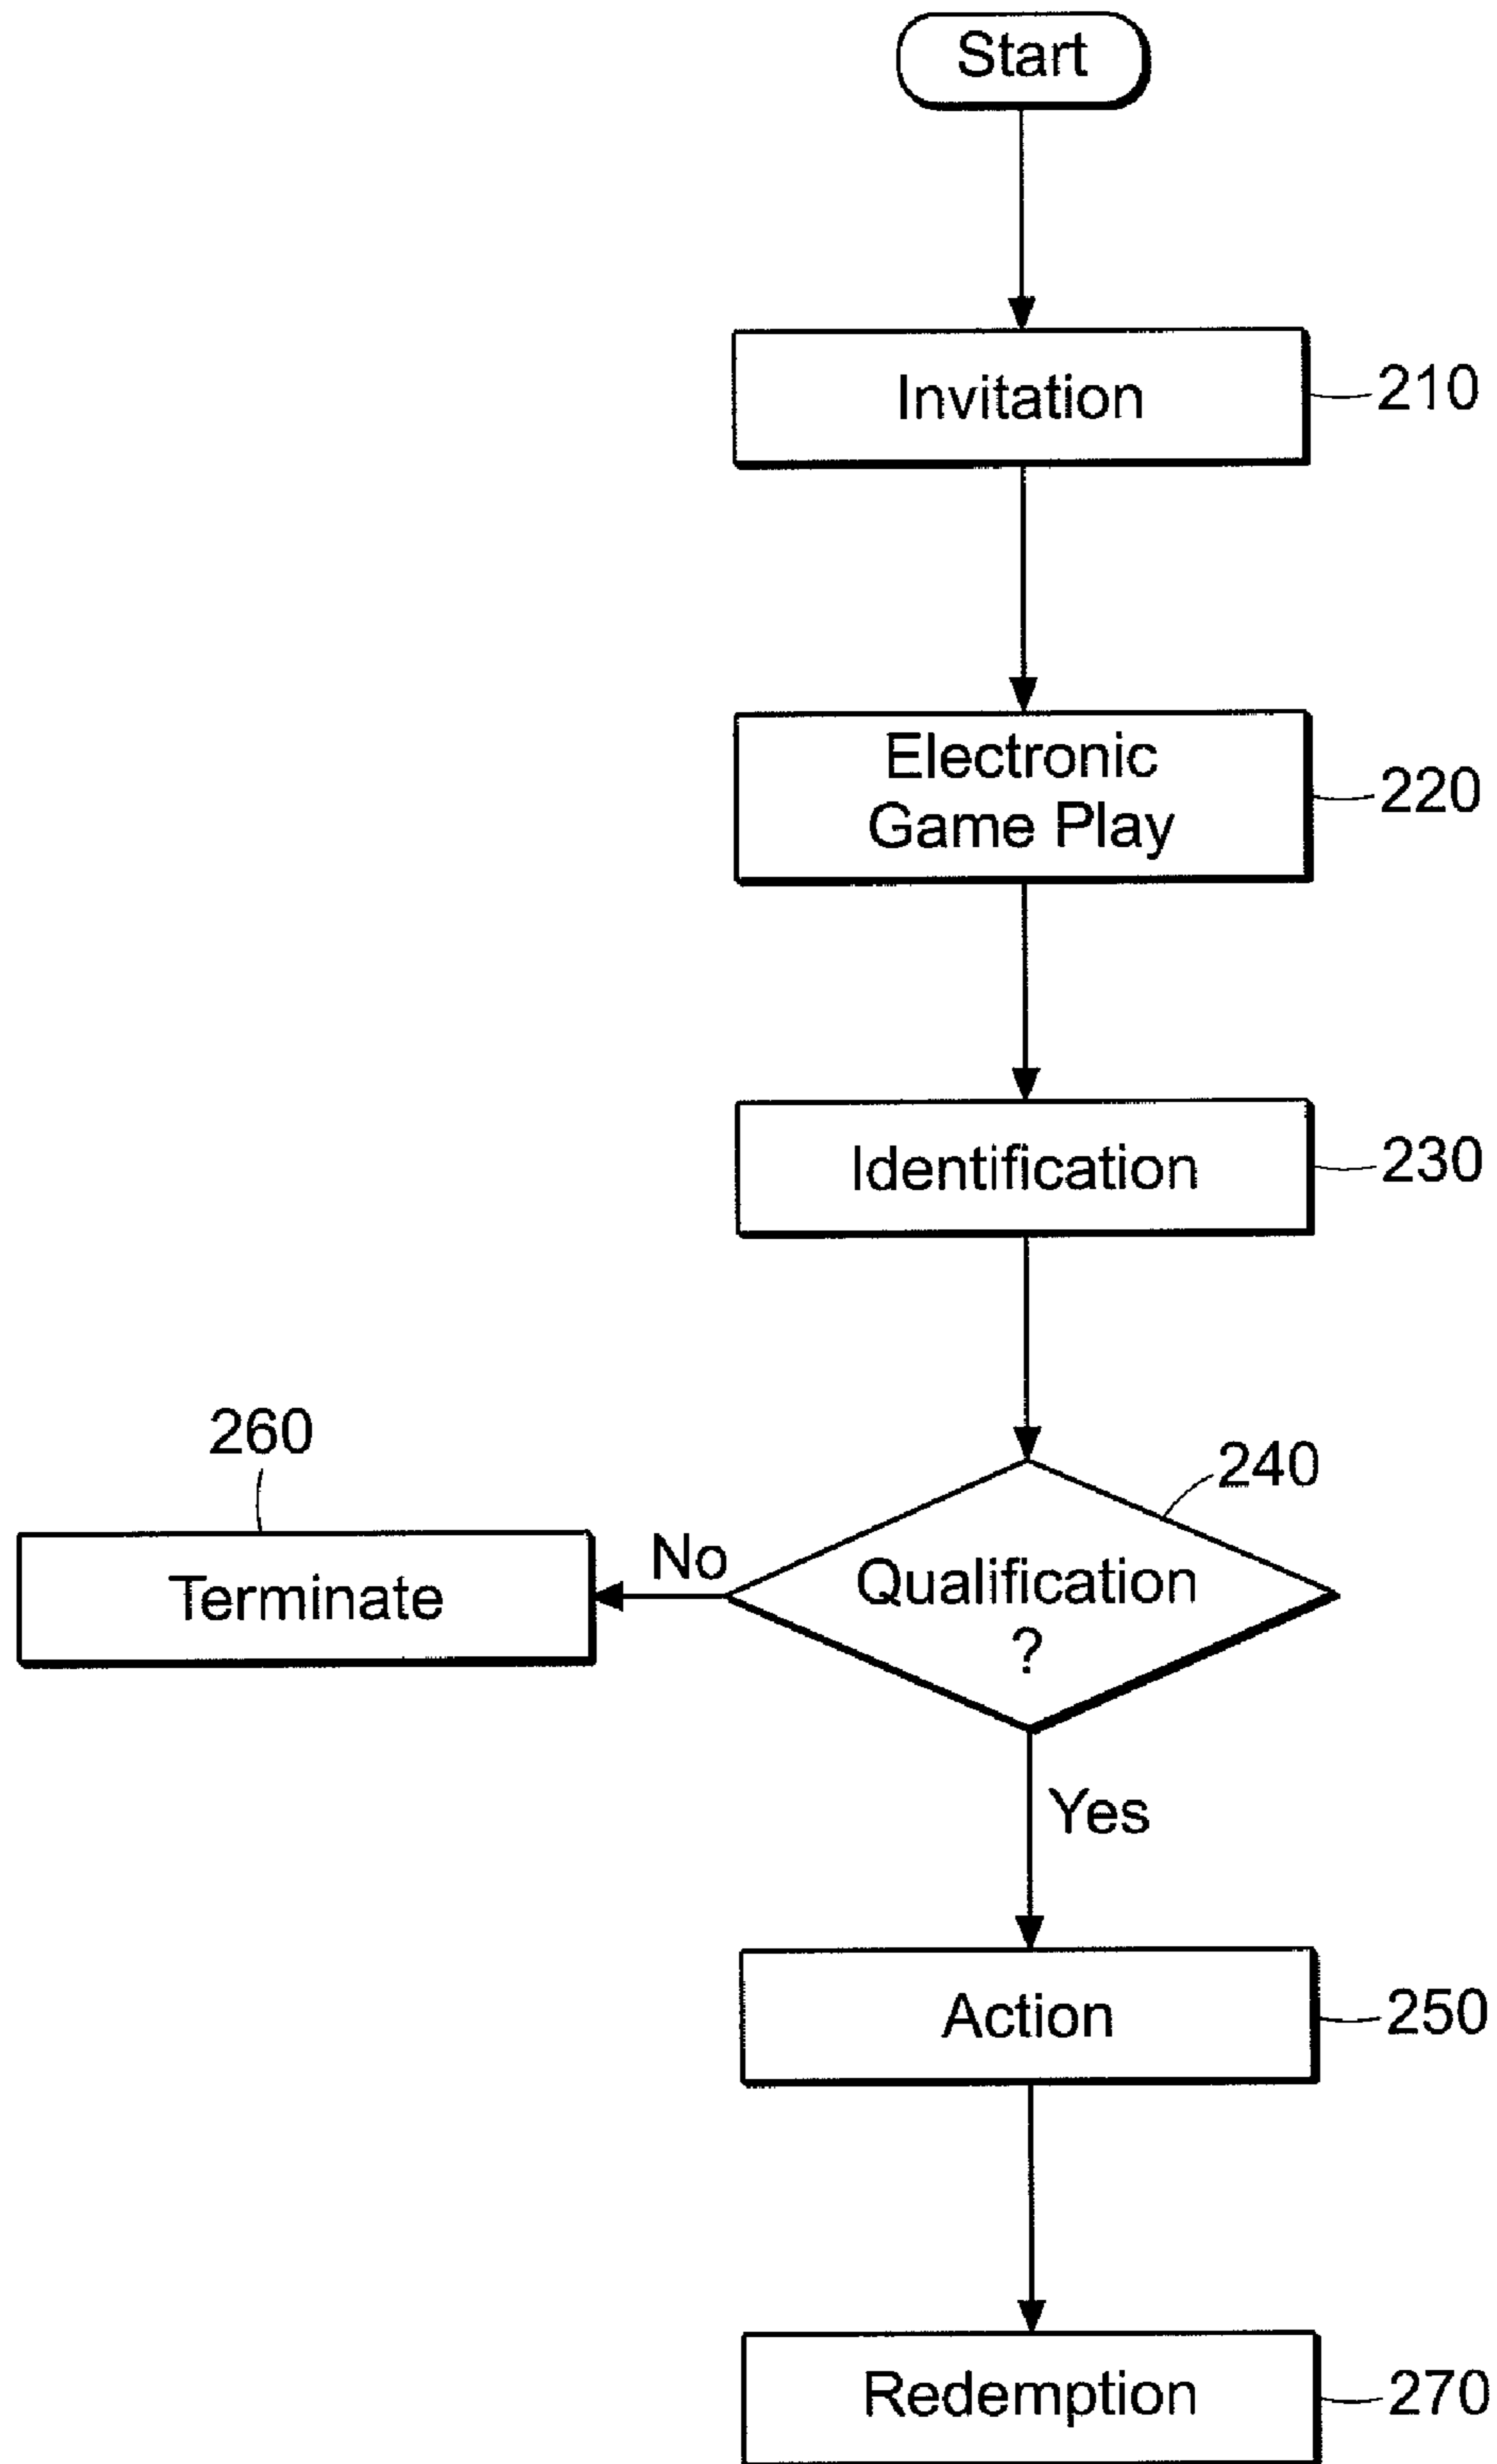 Start
Invitation
210
Electronic
Game Play
220
Identification
230
260
240
Terminate
No
Qualification
?
Yes
Action
250
Redemption
270